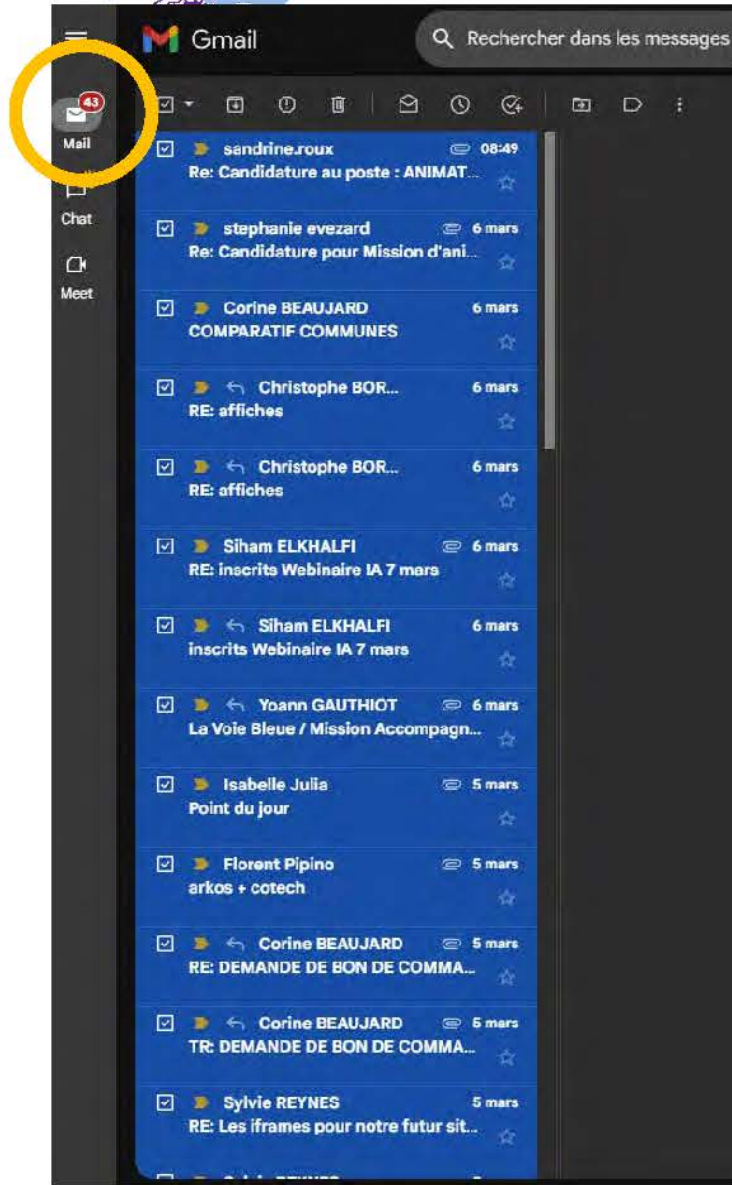 Gmail
Rechercher dans les messages
43
Mail
Chat
Meet
sandrine.roux 08:49
Re: Candidature au poste : ANIMAT...
stephanie evezard 6 mars
Re: Candidature pour Mission d'ani...
Corine BEAUJARD 6 mars
COMPARATIF COMMUNES
Christophe BOR... 6 mars
RE: affiches
Christophe BOR... 6 mars
RE: affiches
Siham ELKHALFI 6 mars
RE: inscrits Webinaire IA 7 mars
Siham ELKHALFI 6 mars
inscrits Webinaire IA 7 mars
Yoann GAUTHIOT 6 mars
La Voie Bleue / Mission Accompagn...
Isabelle Julia 5 mars
Point du jour
Florent Pipino 5 mars
arkos + cotech
Corine BEAUJARD 5 mars
RE: DEMANDE DE BON DE COMMA...
Corine BEAUJARD 5 mars
TR: DEMANDE DE BON DE COMMA...
Sylvie REYNES 5 mars
RE: Les iframes pour notre futur sit...